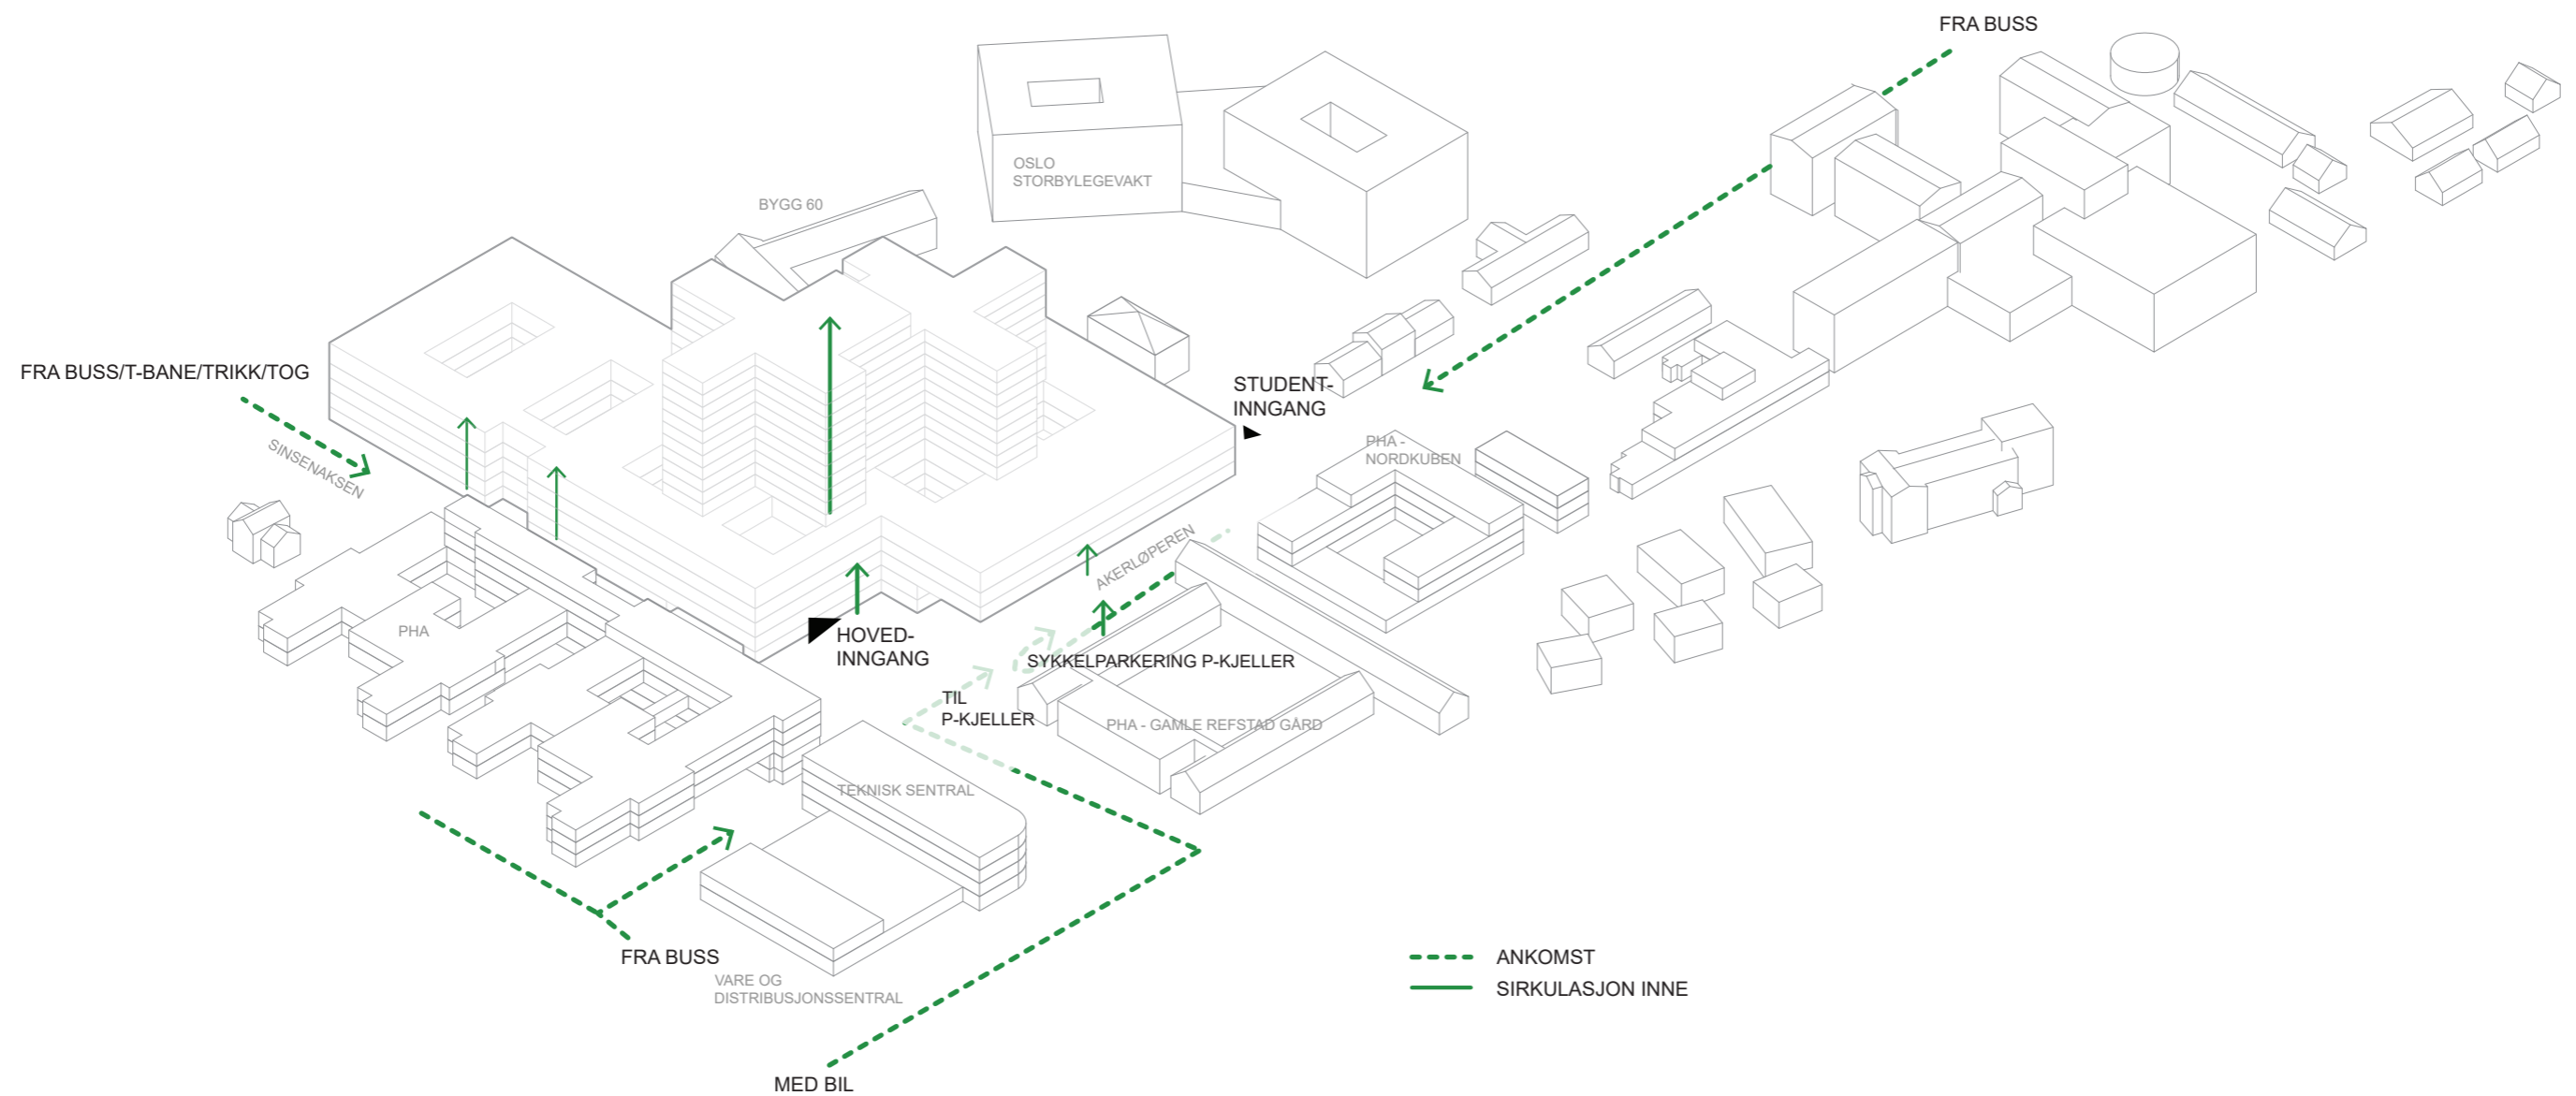 FRA BUSS
OSLO
STORBYLEGEVAKT
BYGG 60
FRA BUSS/T-BANE/TRIKK/TOG
SINSENAKSEN
STUDENT-
INNGANG
PHA -
NORDKUBEN
AKERLØPEREN
PHA
HOVED-
INNGANG
SYKKELPARKERING P-KJELLER
TIL
P-KJELLER
PHA - GAMLE REFSTAD GÅRD
TEKNISK SENTRAL
FRA BUSS
VARE OG
DISTRIBUSJONSSENTRAL
ANKOMST
SIRKULASJON INNE
MED BIL